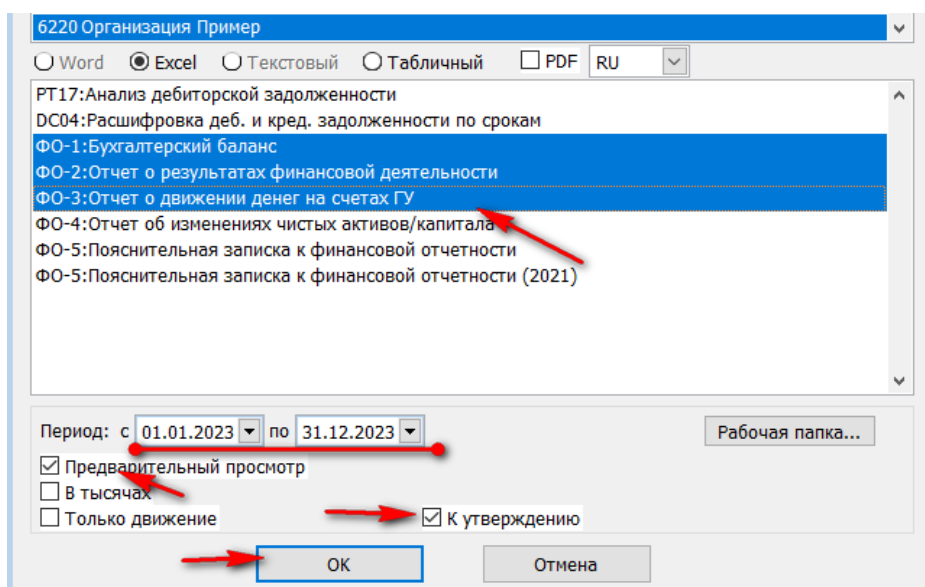 6220 Организация Пример
Word Excel Текстовый Табличный PDF RU
PT17:Анализ дебиторской задолженности
DC04:Расшифровка деб. и кред. задолженности по срокам
ФО-1:Бухгалтерский баланс
ФО-2:Отчет о результатах финансовой деятельности
ФО-3:Отчет о движении денег на счетах ГУ
ФО-4:Отчет об изменениях чистых активов/капитала
ФО-5:Пояснительная записка к финансовой отчетности
ФО-5:Пояснительная записка к финансовой отчетности (2021)
Период: с 01.01.2023 по 31.12.2023 Рабочая папка...
Предварительный просмотр
В тысячах
Только движение К утверждению
OK Отмена